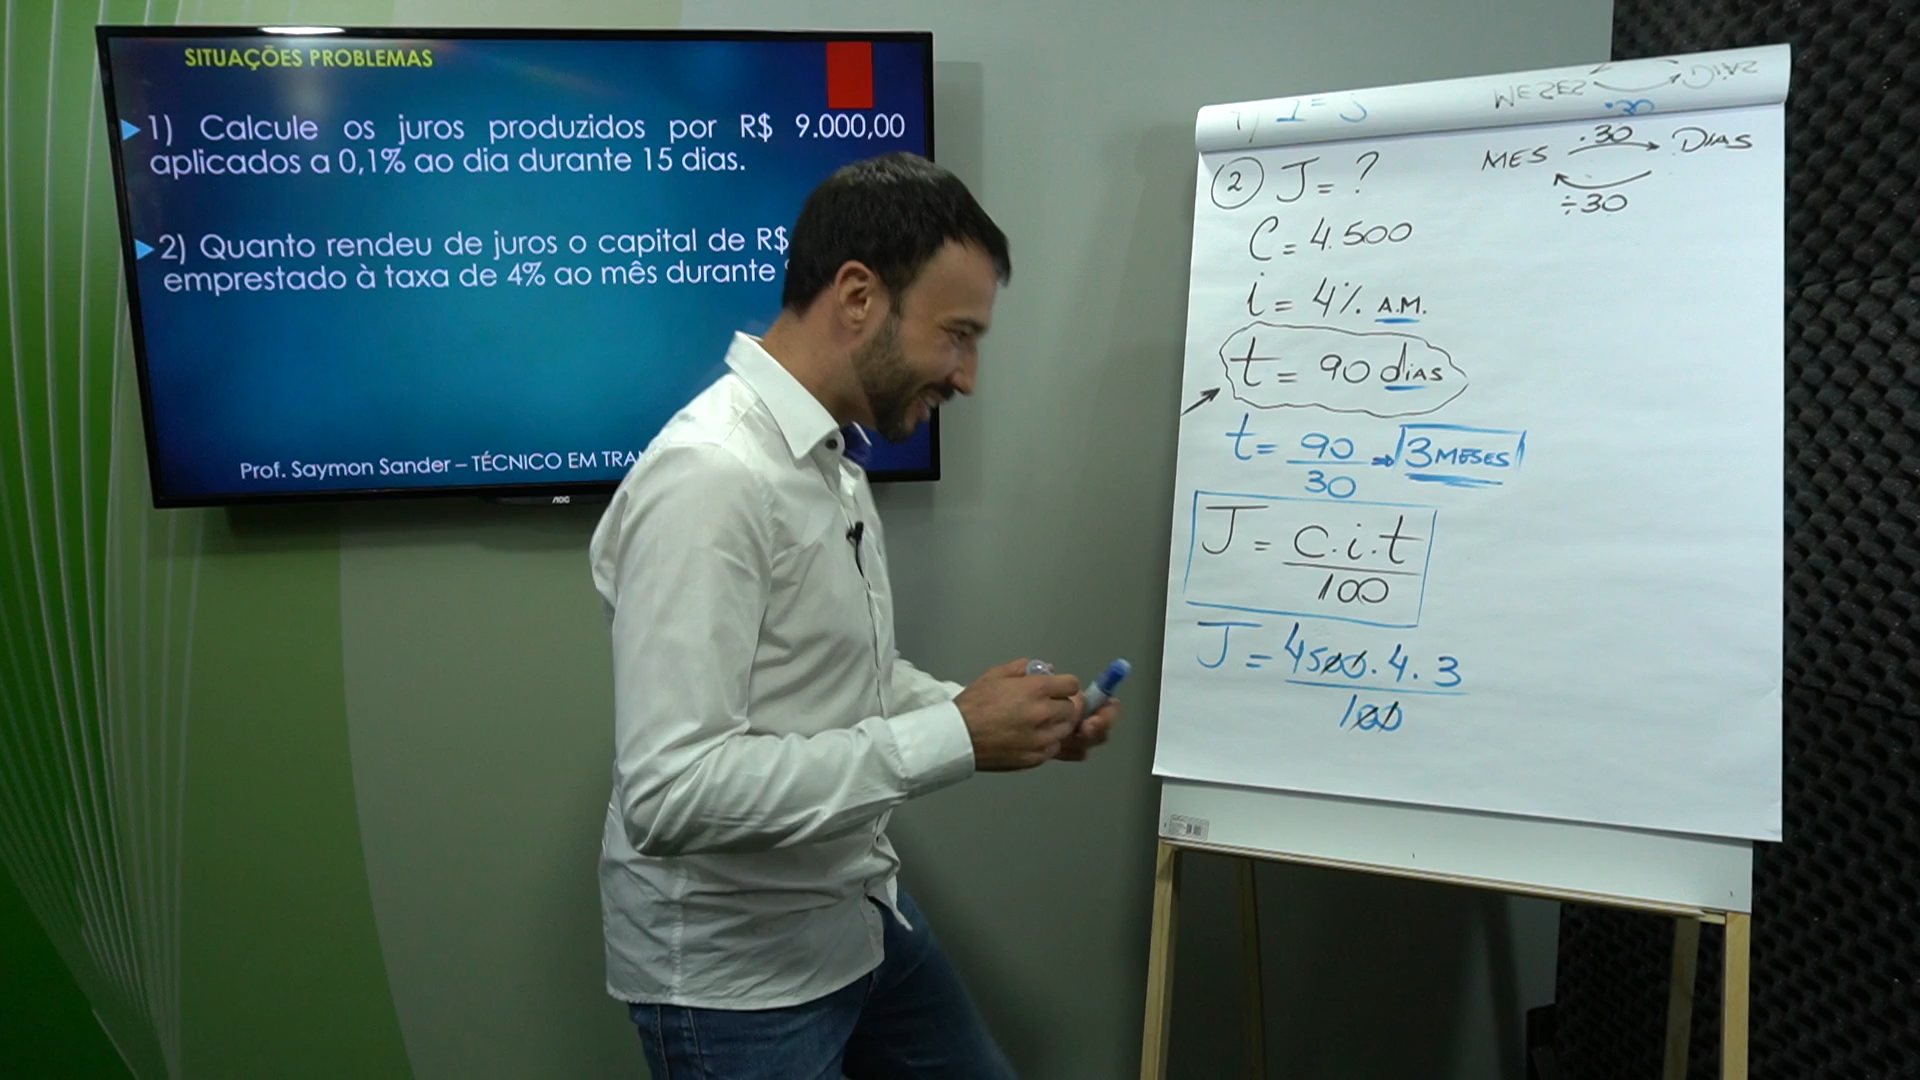 SITUAÇÕES PROBLEMAS
1) Calcule os juros produzidos por R$ 9.000,00
aplicados a 0,1% ao dia durante 15 dias.
2) Quanto rendeu de juros o capital de R$
emprestado à taxa de 4% ao mês durante
Prof. Saymon Sander – TÉCNICO EM
AOC
MESES DIAS
.30
MES .30 DIAS
÷30
2 J = ?
C = 4.500
i = 4% A.M.
t = 90 dias
t = 90 ⇒ 3 MESES
30
J = C.i.t
100
J = 4500.4.3
100